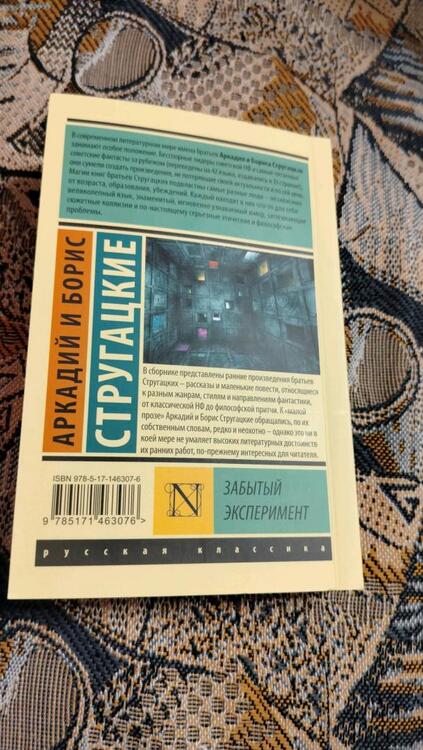 В современном литературном мире имена братьев Аркадия и Бориса Стругацких
занимают особое положение. Бесспорные лидеры советской НФ и самые читаемые
советские фантасты за рубежом (переведены на 42 языка, издавались в 33 странах),
они сумели создать произведения, не потерявшие своей актуальности и по сей день.
Магии книг братьев Стругацких подвластны самые разные люди – независимо
от возраста, образования, убеждений. Каждый находит в них что-то для себя:
великолепный язык, знаменитый, мгновенно узнаваемый юмор, захватывающие
сюжетные коллизии и по-настоящему серьезные этические и философские
проблемы.
АРКАДИЙ И БОРИС
СТРУГАЦКИЕ
В сборнике представлены ранние произведения братьев
Стругацких – рассказы и маленькие повести, относящиеся
к разным жанрам, стилям и направлениям фантастики,
от классической НФ до философской притчи. К «малой
прозе» Аркадий и Борис Стругацкие обращались, по их
собственным словам, редко и неохотно – однако это ни в
коей мере не умаляет высоких литературных достоинств
их ранних работ, по-прежнему интересных для читателя.
ISBN 978-5-17-146307-6
9 785171 463076 >
N
ЗАБЫТЫЙ
ЭКСПЕРИМЕНТ
русская классика